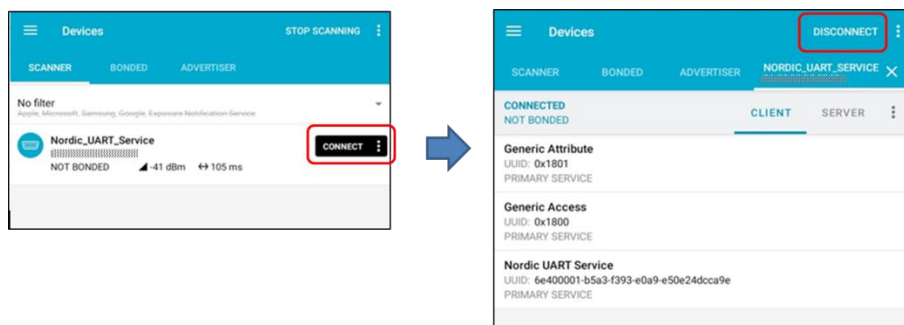 Devices
STOP SCANNING
SCANNER
BONDED
ADVERTISER
No filter
Apple, Microsoft, Samsung, Google, Exposure Notification Service
Nordic_UART_Service
CONNECT
NOT BONDED
-41 dBm
105 ms
Devices
DISCONNECT
SCANNER
BONDED
ADVERTISER
NORDIC_UART_SERVICE
CONNECTED
NOT BONDED
CLIENT
SERVER
Generic Attribute
UUID: 0x1801
PRIMARY SERVICE
Generic Access
UUID: 0x1800
PRIMARY SERVICE
Nordic UART Service
UUID: 6e400001-b5a3-f393-e0a9-e50e24dcca9e
PRIMARY SERVICE